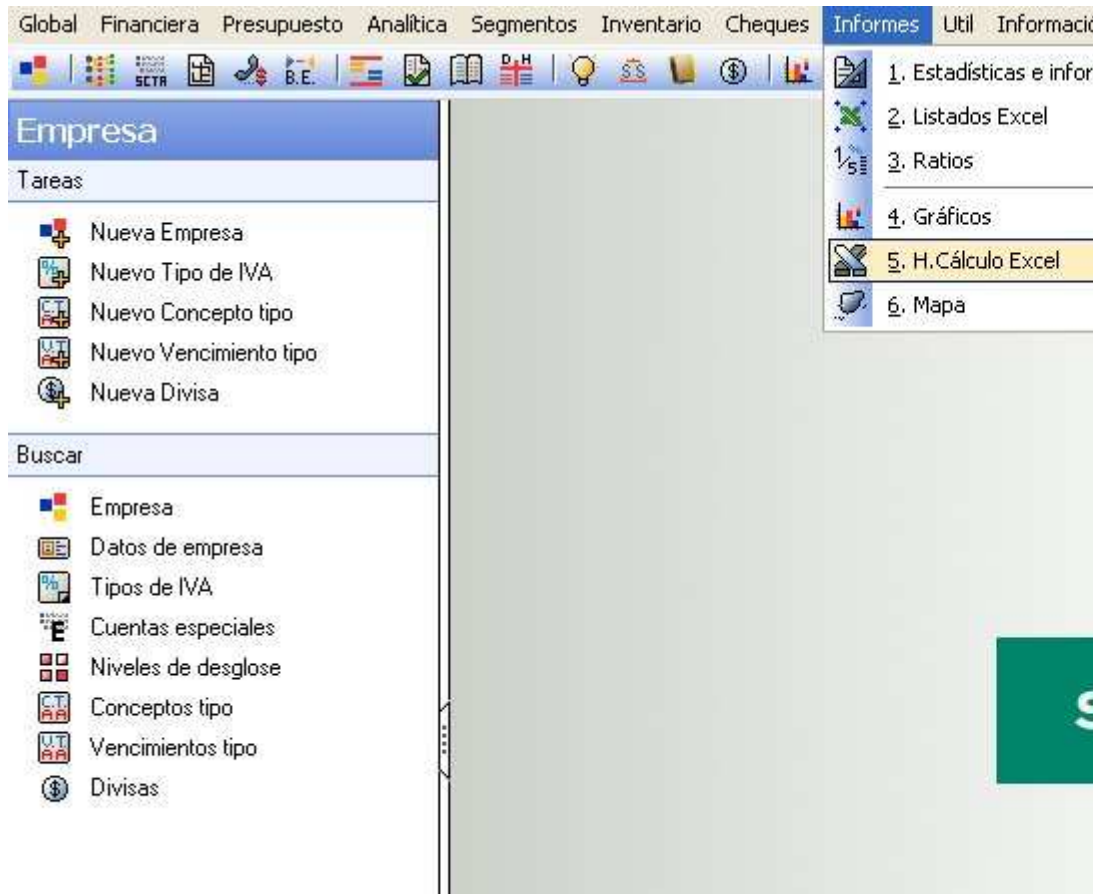 Global Financiera Presupuesto Analítica Segmentos Inventario Cheques Informes Util Informació
SCTA B.E. D H S S
1. Estadísticas e infor
2. Listados Excel
3. Ratios
4. Gráficos
5. H.Cálculo Excel
6. Mapa
Empresa
Tareas
Nueva Empresa
Nuevo Tipo de IVA
Nuevo Concepto tipo
Nuevo Vencimiento tipo
Nueva Divisa
Buscar
Empresa
Datos de empresa
Tipos de IVA
Cuentas especiales
Niveles de desglose
Conceptos tipo
Vencimientos tipo
Divisas
S